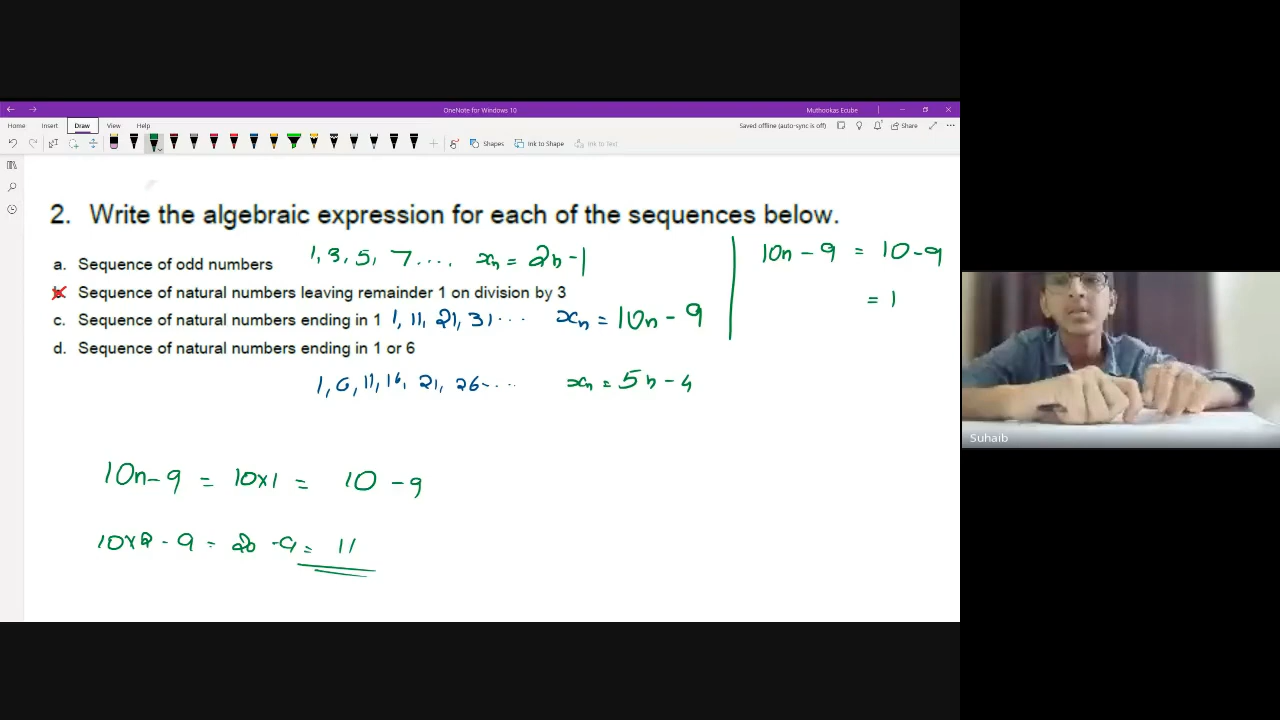 OneNote for Windows 10
Muthookas Ecube
Home Insert Draw View Help
Saved offline (auto-sync is off)
Share
Shapes
Ink to Shape
Ink to Text
2. Write the algebraic expression for each of the sequences below.
a. Sequence of odd numbers 1, 3, 5, 7.... xn = 2n-1
b. Sequence of natural numbers leaving remainder 1 on division by 3
c. Sequence of natural numbers ending in 1 1, 11, 21, 31... xn = 10n - 9
d. Sequence of natural numbers ending in 1 or 6
1, 6, 11, 16, 21, 26.... xn = 5n - 4
10n - 9 = 10 - 9
= 1
10n - 9 = 10x1 = 10 - 9
10x2 - 9 = 20 - 9 = 11
Suhaib